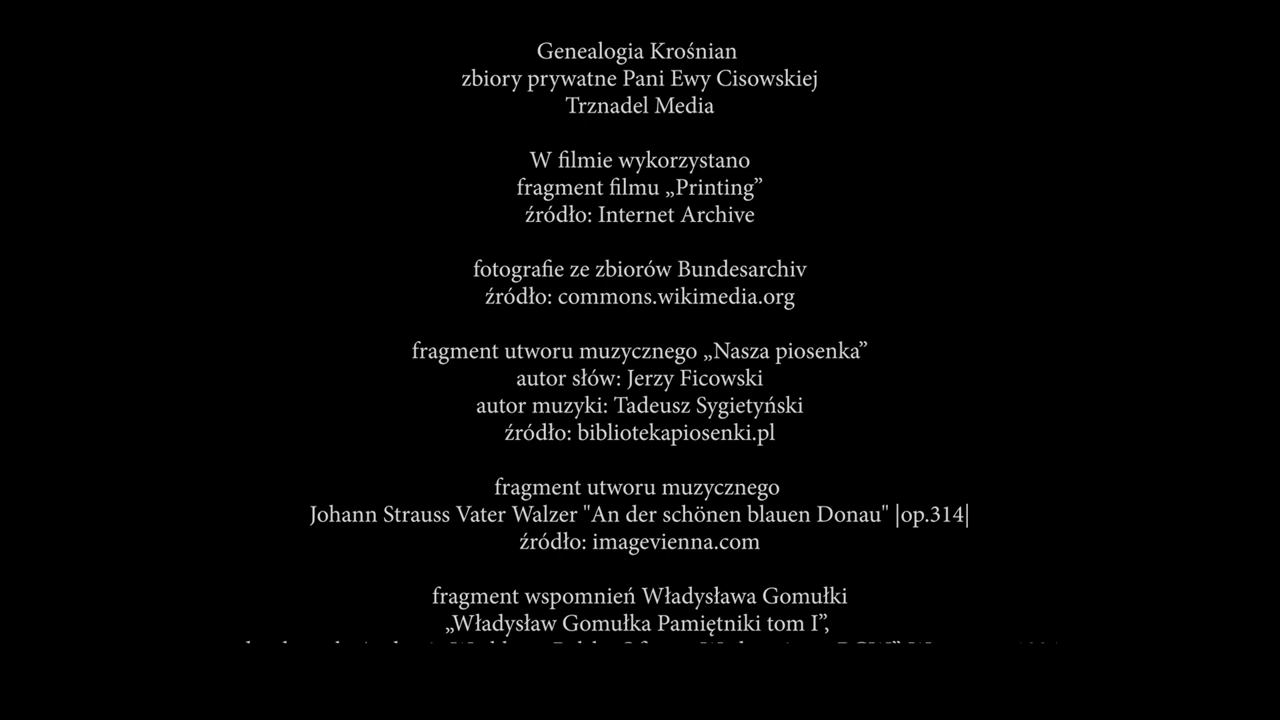 Genealogia Krośnian
zbiory prywatne Pani Ewy Cisowskiej
Trznadel Media
W filmie wykorzystano
fragment filmu „Printing”
źródło: Internet Archive
fotografie ze zbiorów Bundesarchiv
źródło: commons.wikimedia.org
fragment utworu muzycznego „Nasza piosenka”
autor słów: Jerzy Ficowski
autor muzyki: Tadeusz Sygietyński
źródło: bibliotekapiosenki.pl
fragment utworu muzycznego
Johann Strauss Vater Walzer "An der schönen blauen Donau" |op.314|
źródło: imagevienna.com
fragment wspomnień Władysława Gomułki
„Władysław Gomułka Pamiętniki tom I”,